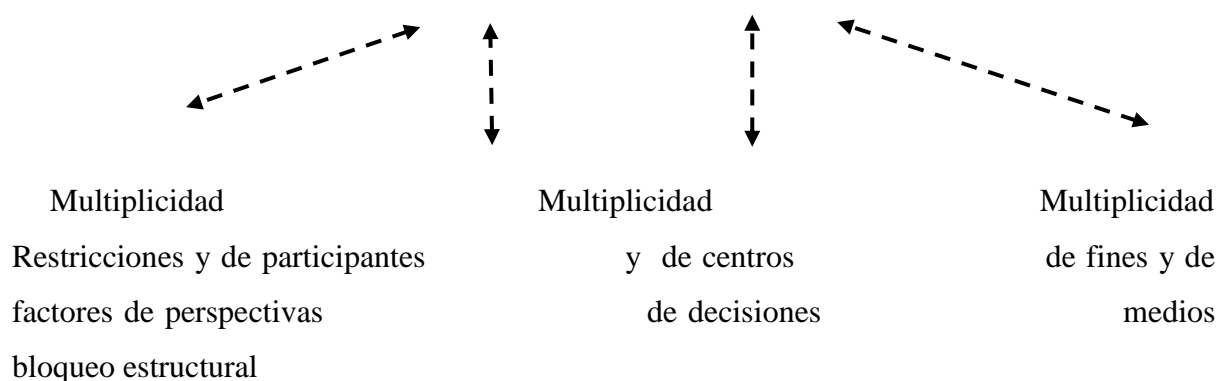 Multiplicidad Multiplicidad Multiplicidad
Restricciones y de participantes y de centros de fines y de
factores de perspectivas de decisiones medios
bloqueo estructural